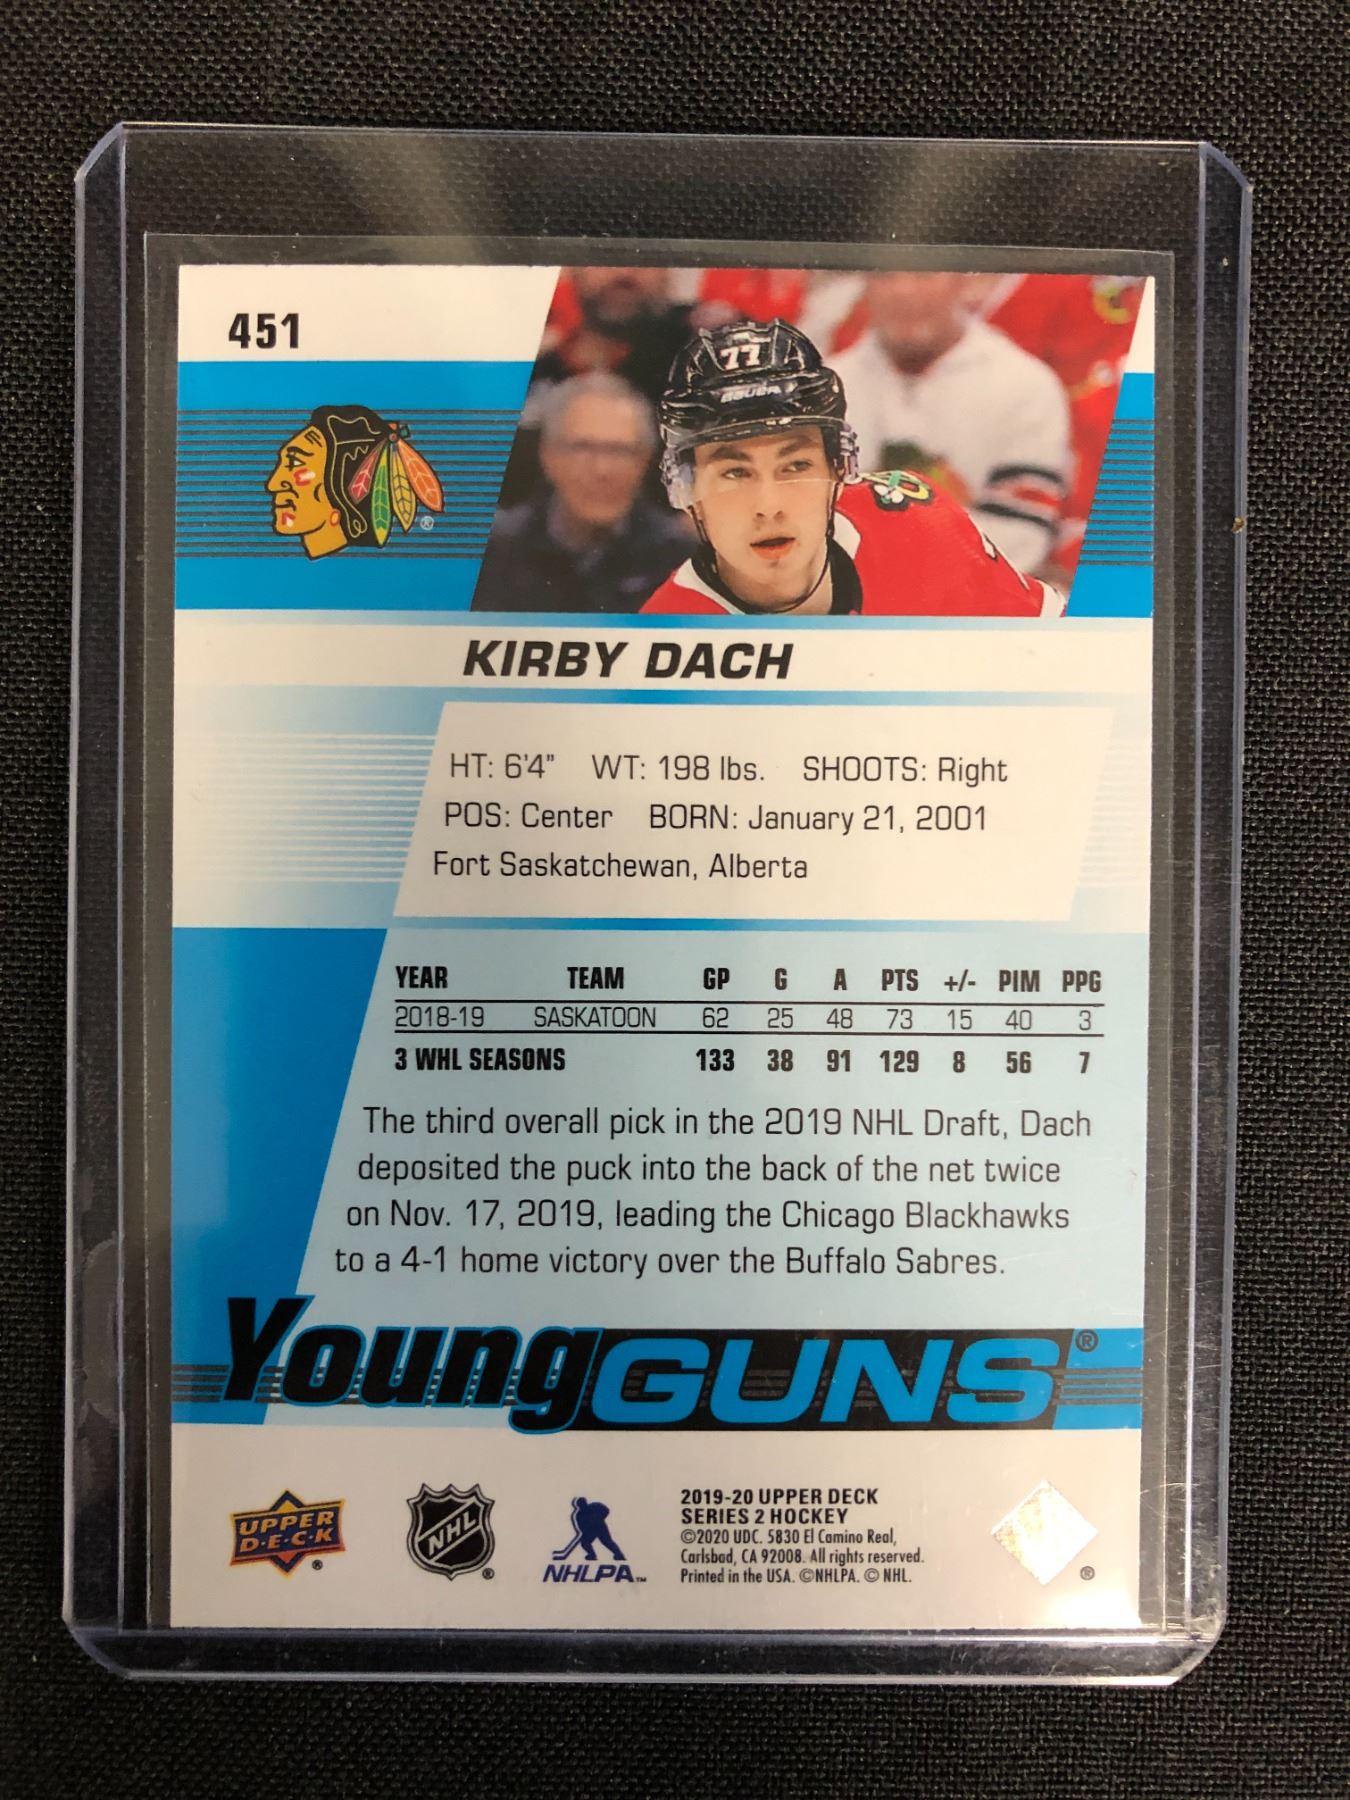 451
77
BAUER
®
KIRBY DACH
HT: 6'4" WT: 198 lbs. SHOOTS: Right
POS: Center BORN: January 21, 2001
Fort Saskatchewan, Alberta
YEAR TEAM GP G A PTS +/- PIM PPG
2018-19 SASKATOON 62 25 48 73 15 40 3
3 WHL SEASONS 133 38 91 129 8 56 7
The third overall pick in the 2019 NHL Draft, Dach
deposited the puck into the back of the net twice
on Nov. 17, 2019, leading the Chicago Blackhawks
to a 4-1 home victory over the Buffalo Sabres.
Young GUNS®
UPPER
D·E·C·K®
NHL®
NHLPA™
2019-20 UPPER DECK
SERIES 2 HOCKEY
©2020 UDC. 5830 El Camino Real,
Carlsbad, CA 92008. All rights reserved.
Printed in the USA. ©NHLPA. © NHL.
®